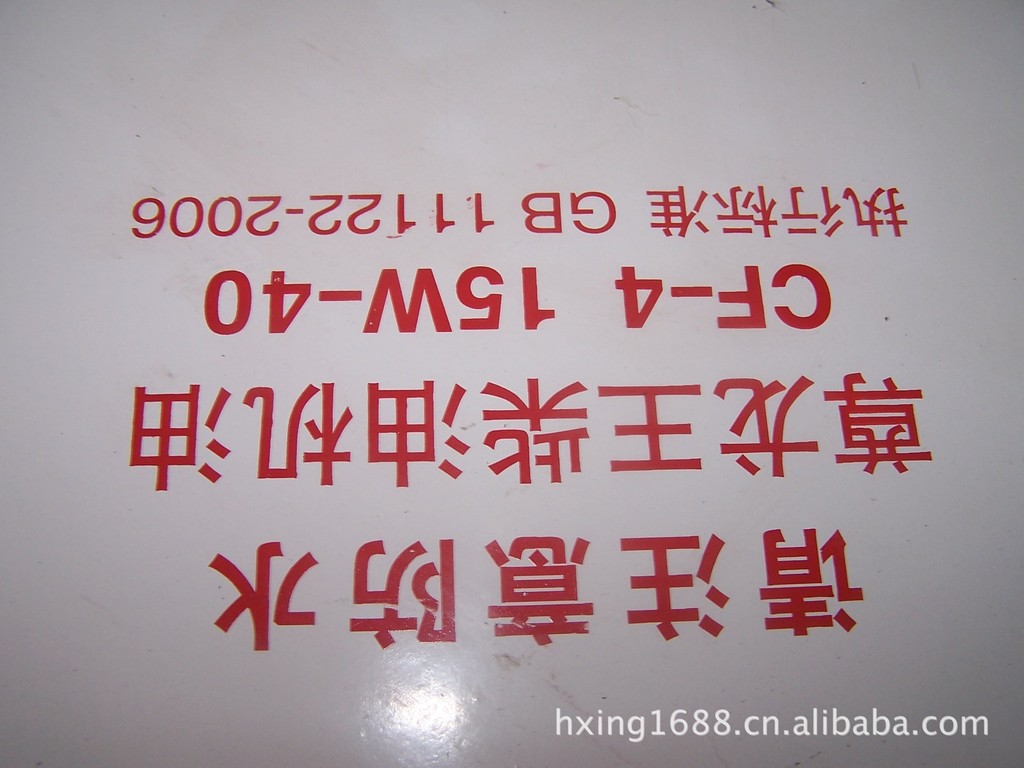 请注意防水
尊龙王柴油机油
CF-4 15W-40
执行标准 GB 11122-2006
hxing1688.cn.alibaba.com